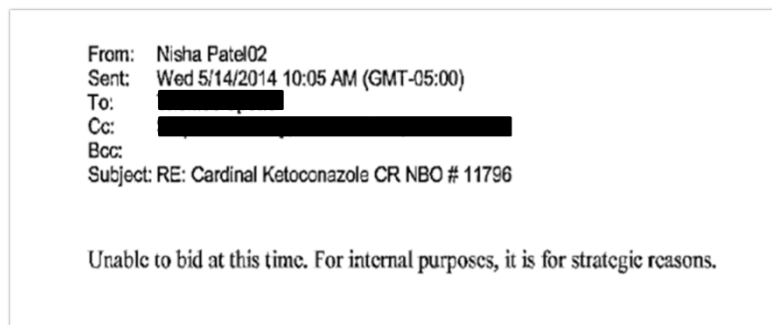 From: Nisha Patel02
Sent: Wed 5/14/2014 10:05 AM (GMT-05:00)
To:
Cc:
Bcc:
Subject: RE: Cardinal Ketoconazole CR NBO # 11796
Unable to bid at this time. For internal purposes, it is for strategic reasons.